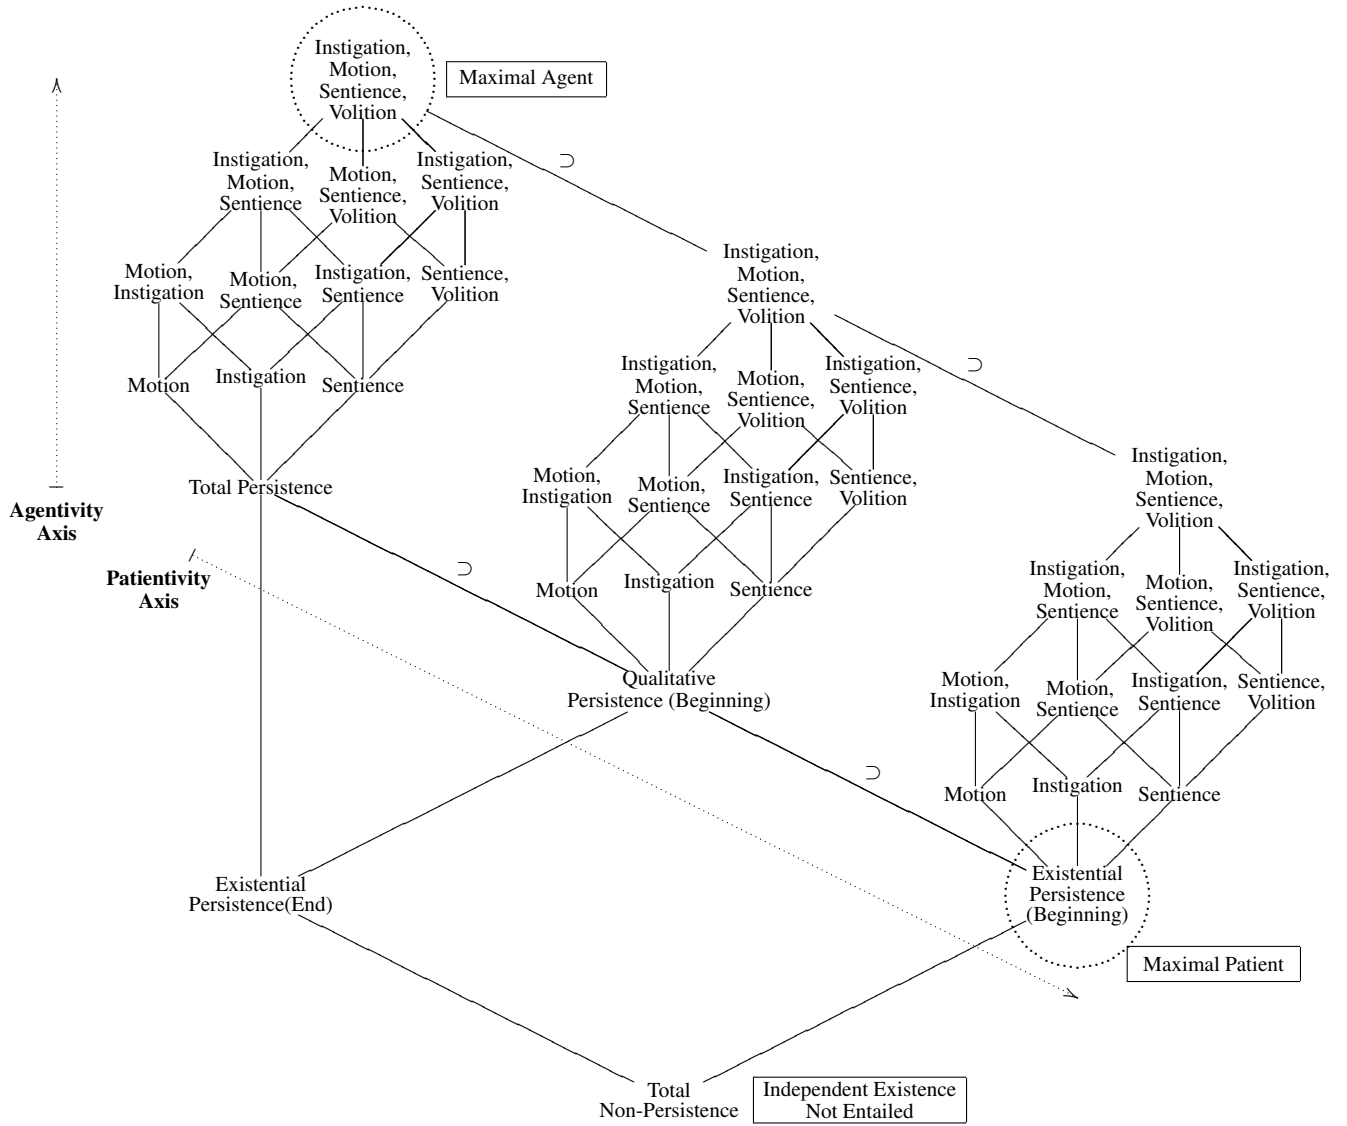 Instigation,
Motion,
Sentience,
Volition
Maximal Agent
Instigation,
Motion,
Sentience
Motion,
Sentience,
Volition
Instigation,
Sentience,
Volition
⊃
Motion,
Instigation
Motion,
Sentience
Instigation,
Sentience
Sentience,
Volition
Motion
Instigation
Sentience
Total Persistence
Agentivity
Axis
Patientivity
Axis
⊃
Instigation,
Motion,
Sentience,
Volition
⊃
Instigation,
Motion,
Sentience
Motion,
Sentience,
Volition
Instigation,
Sentience,
Volition
Motion,
Instigation
Motion,
Sentience
Instigation,
Sentience
Sentience,
Volition
Motion
Instigation
Sentience
Qualitative
Persistence (Beginning)
⊃
Instigation,
Motion,
Sentience,
Volition
Instigation,
Motion,
Sentience
Motion,
Sentience,
Volition
Instigation,
Sentience,
Volition
Motion,
Instigation
Motion,
Sentience
Instigation,
Sentience
Sentience,
Volition
Motion
Instigation
Sentience
Existential
Persistence(End)
Existential
Persistence
(Beginning)
Maximal Patient
Total
Non-Persistence
Independent Existence
Not Entailed